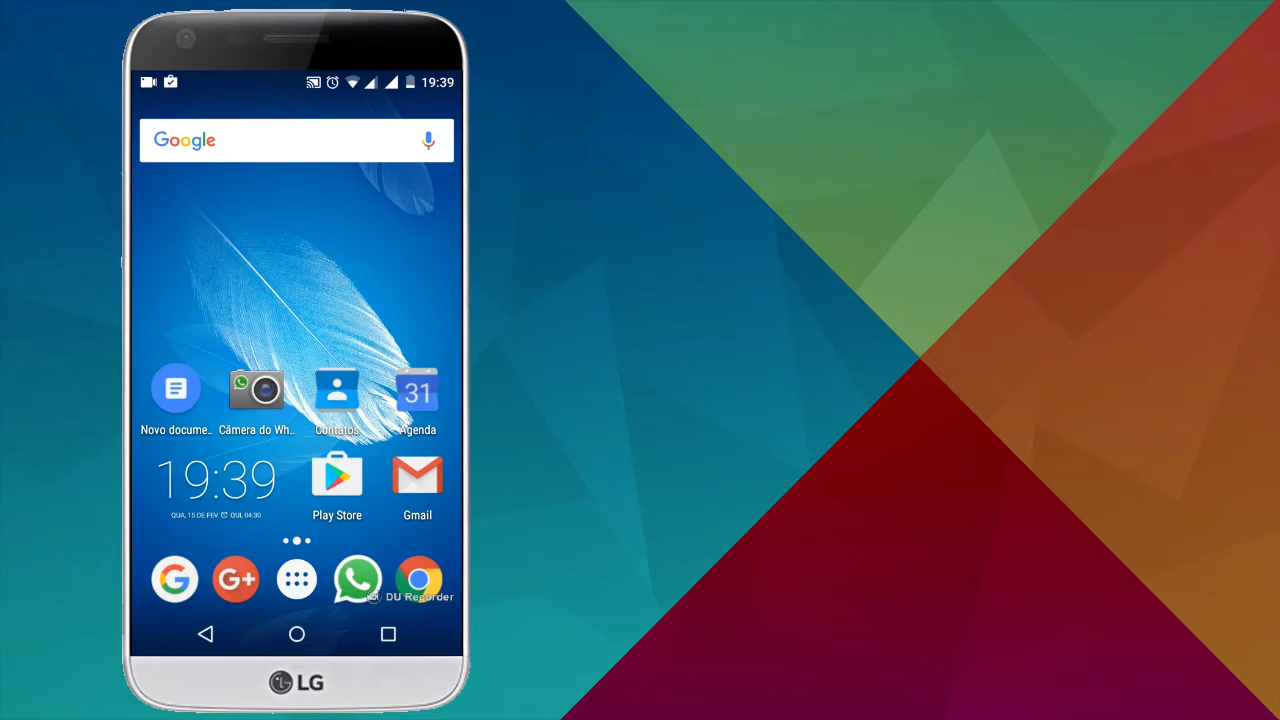 19:39
Google
31
Novo docume..
Câmera do Wh..
Contatos
Agenda
19:39
QUA, 15 DE FEV QUI, 04:30
Play Store
Gmail
G
G+
DU Recorder
LG